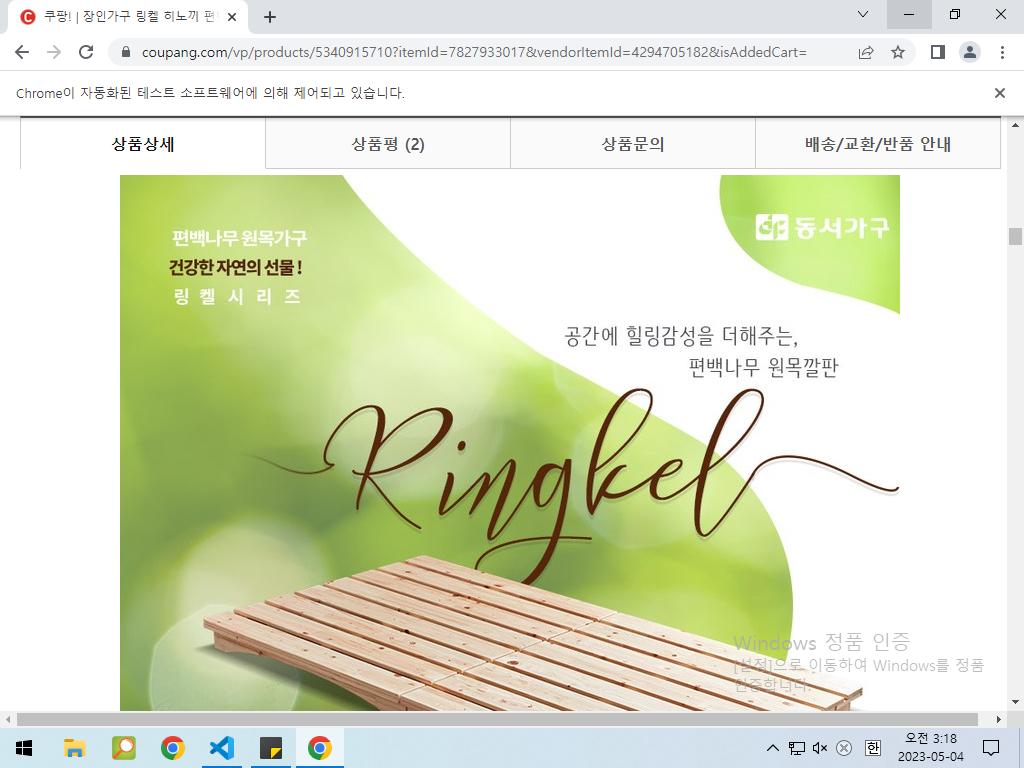 쿠팡! | 장인가구 링켈 히노끼 편
coupang.com/vp/products/5340915710?itemId=7827933017&vendorItemId=4294705182&isAddedCart=
Chrome이 자동화된 테스트 소프트웨어에 의해 제어되고 있습니다.
상품상세
상품평 (2)
상품문의
배송/교환/반품 안내
편백나무 원목가구
건강한 자연의 선물!
링켈시리즈
동서가구
공간에 힐링감성을 더해주는,
편백나무 원목깔판
Ringkel
Windows 정품 인증
[설정]으로 이동하여 Windows를 정품
인증합니다.
한
오전 3:18
2023-05-04